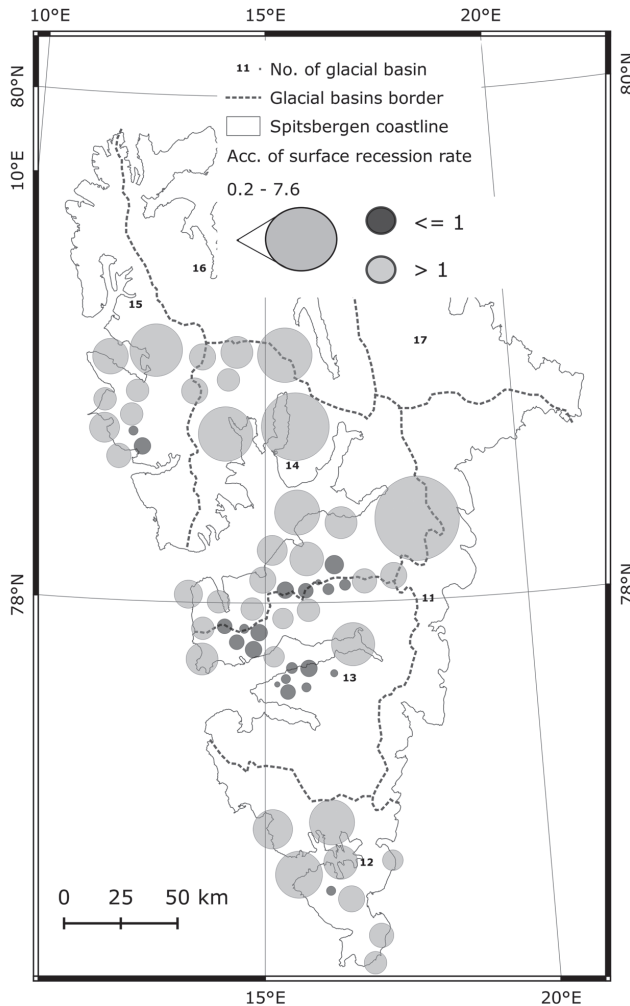 10°E 15°E 20°E
80°N
80°N
11 · No. of glacial basin
Glacial basins border
Spitsbergen coastline
Acc. of surface recession rate
0.2 - 7.6
<= 1
> 1
10°E
16
15
17
14
78°N
78°N
11
13
12
0 25 50 km
15°E 20°E